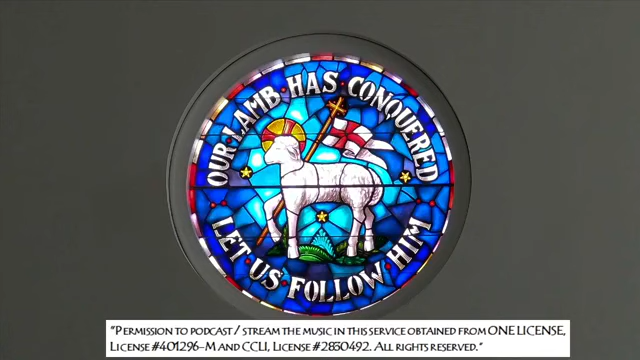 OUR LAMB HAS CONQUERED
LET US FOLLOW HIM
"Permission to podcast / stream the music in this service obtained from ONE LICENSE,
License #401296-M and CCLI, License #2830492. All rights reserved."